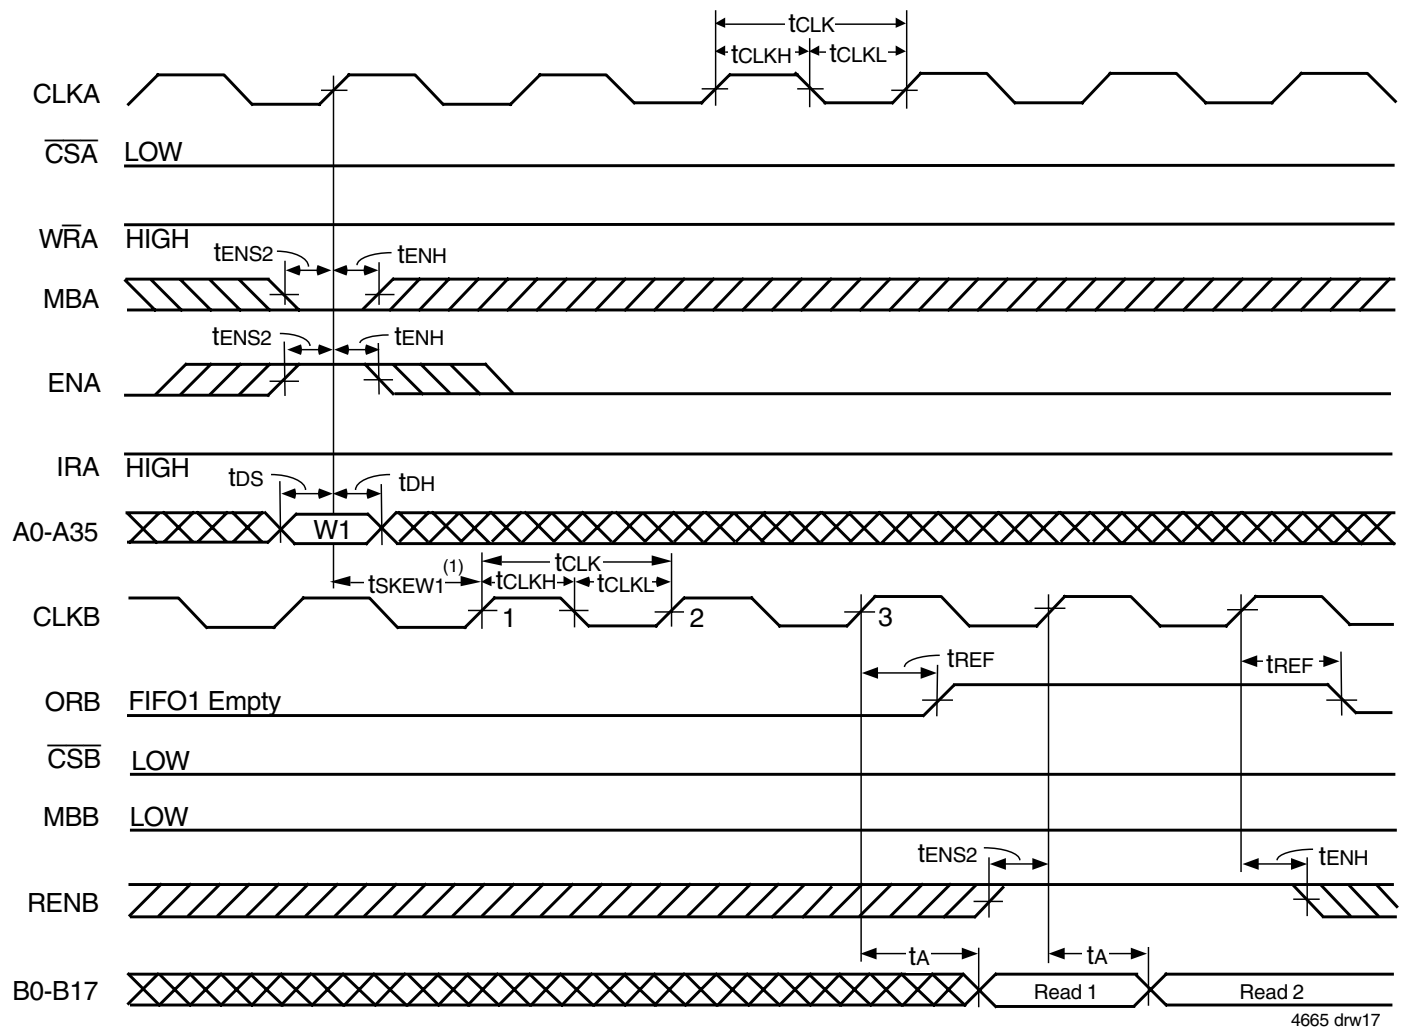 tCLK
tCLKH tCLKL
CLKA
CSA LOW
WRA HIGH
tENS2 tENH
MBA
tENS2 tENH
ENA
IRA HIGH
tDS tDH
A0-A35 W1
tSKEW1 (1) tCLK
tCLKH tCLKL
CLKB 1 2 3
tREF tREF
ORB FIFO1 Empty
CSB LOW
MBB LOW
tENS2 tENH
RENB
tA tA
B0-B17 Read 1 Read 2
4665 drw17